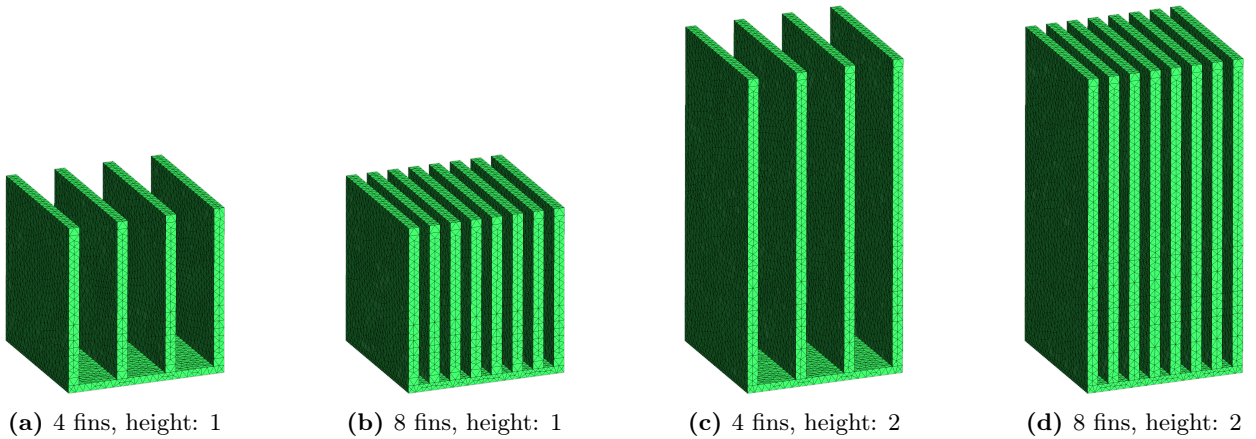 (a) 4 fins, height: 1
(b) 8 fins, height: 1
(c) 4 fins, height: 2
(d) 8 fins, height: 2